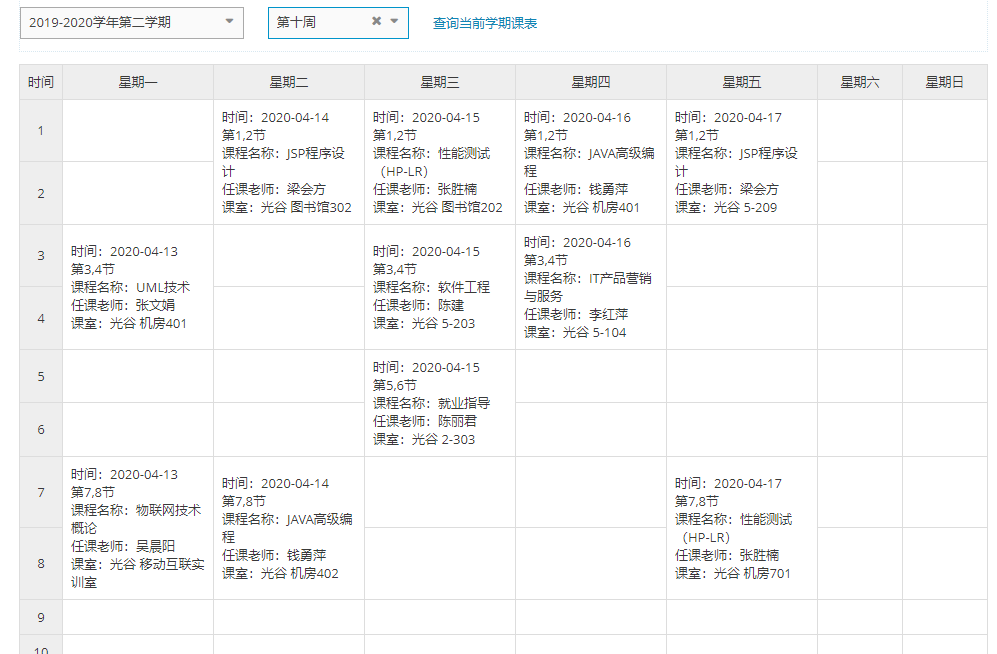 2019-2020学年第二学期 第十周 查询当前学期课表
时间 星期一 星期二 星期三 星期四 星期五 星期六 星期日
1
时间：2020-04-14
第1,2节
课程名称：JSP程序设
计
任课老师：梁会方
课室：光谷 图书馆302
时间：2020-04-15
第1,2节
课程名称：性能测试
（HP-LR）
任课老师：张胜楠
课室：光谷 图书馆202
时间：2020-04-16
第1,2节
课程名称：JAVA高级编
程
任课老师：钱勇萍
课室：光谷 机房401
时间：2020-04-17
第1,2节
课程名称：JSP程序设
计
任课老师：梁会方
课室：光谷 5-209
2
3
时间：2020-04-13
第3,4节
课程名称：UML技术
任课老师：张文娟
课室：光谷 机房401
时间：2020-04-15
第3,4节
课程名称：软件工程
任课老师：陈建
课室：光谷 5-203
时间：2020-04-16
第3,4节
课程名称：IT产品营销
与服务
任课老师：李红萍
课室：光谷 5-104
4
5
时间：2020-04-15
第5,6节
课程名称：就业指导
任课老师：陈丽君
课室：光谷 2-303
6
7
时间：2020-04-13
第7,8节
课程名称：物联网技术
概论
任课老师：吴晨阳
课室：光谷 移动互联实
训室
时间：2020-04-14
第7,8节
课程名称：JAVA高级编
程
任课老师：钱勇萍
课室：光谷 机房402
时间：2020-04-17
第7,8节
课程名称：性能测试
（HP-LR）
任课老师：张胜楠
课室：光谷 机房701
8
9
10